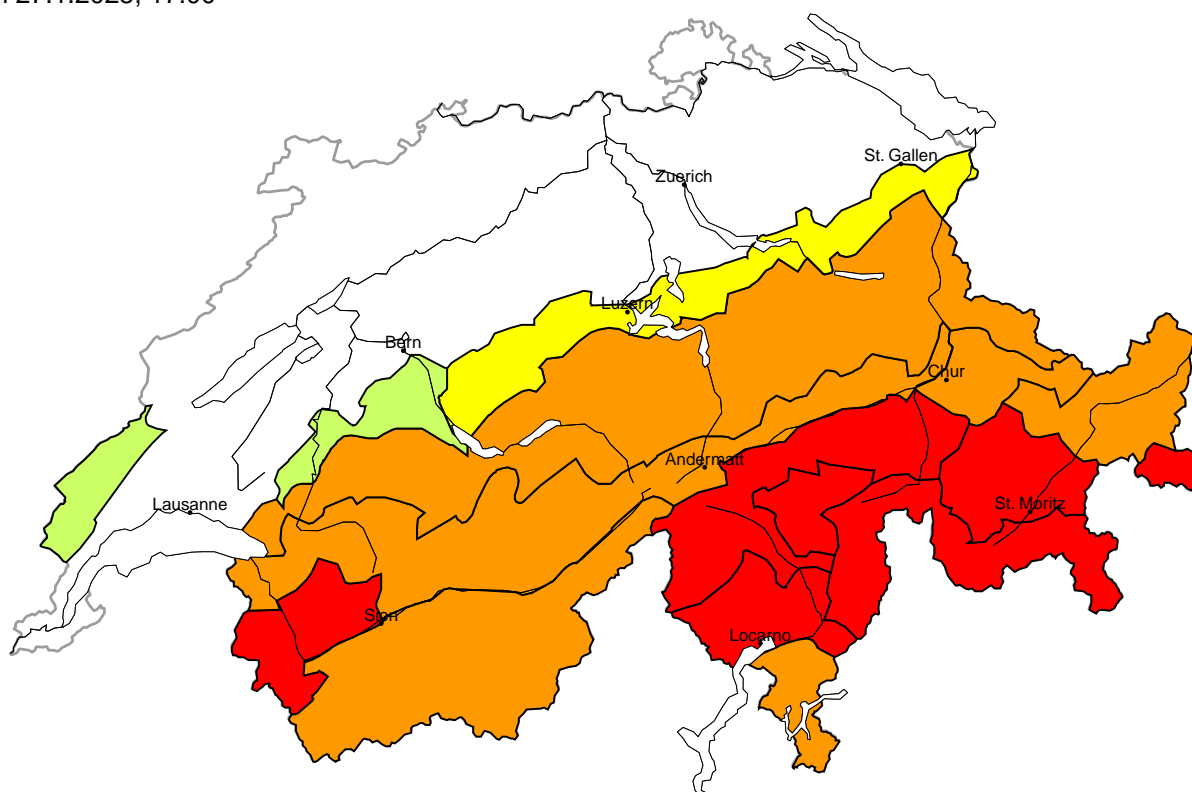 St. Gallen
Zuerich
Luzern
Bern
Chur
Andermatt
Lausanne
St. Moritz
Sion
Locarno